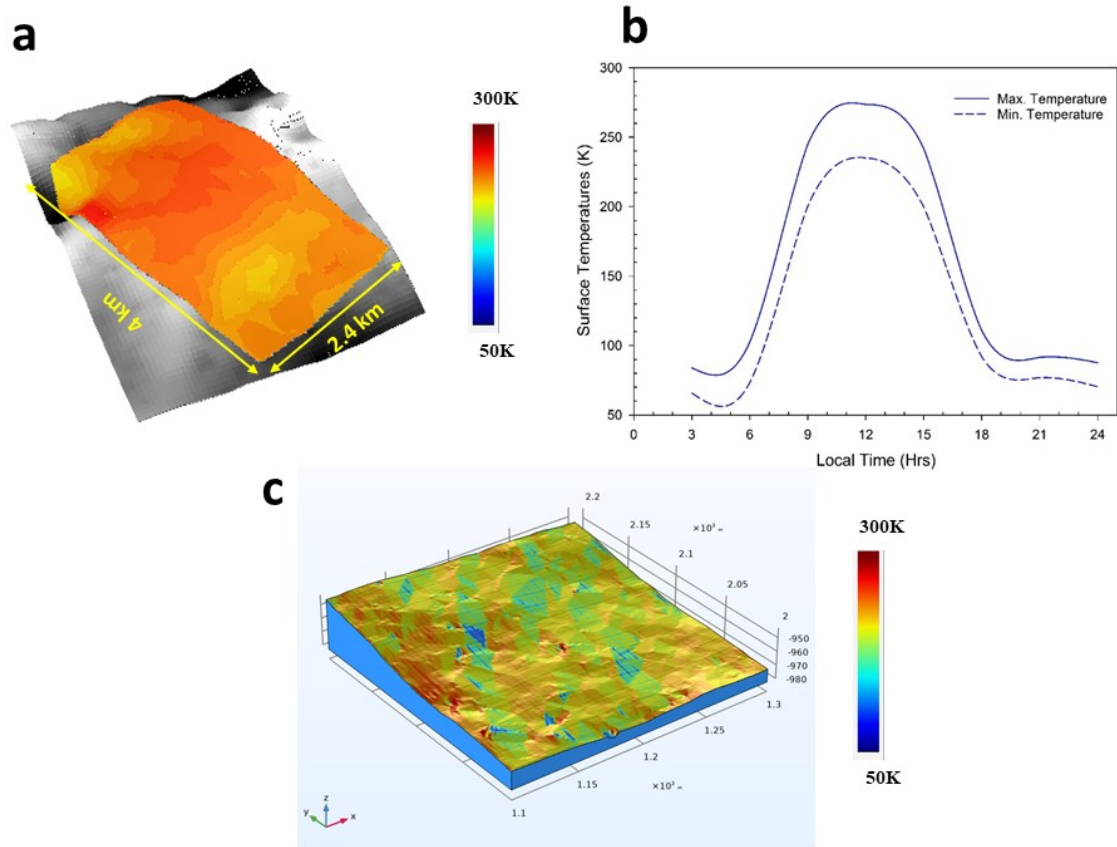 a
300K
50K
4 km
2.4 km
b
300
250
200
150
100
50
Surface Temperatures (K)
Max. Temperature
Min. Temperature
0 3 6 9 12 15 18 21 24
Local Time (Hrs)
c
2.2
2.15
×10³ m
2.1
2.05
2
-950
-960
-970
-980
1.3
1.25
1.2
×10³ m
1.15
1.1
z
y
x
300K
50K